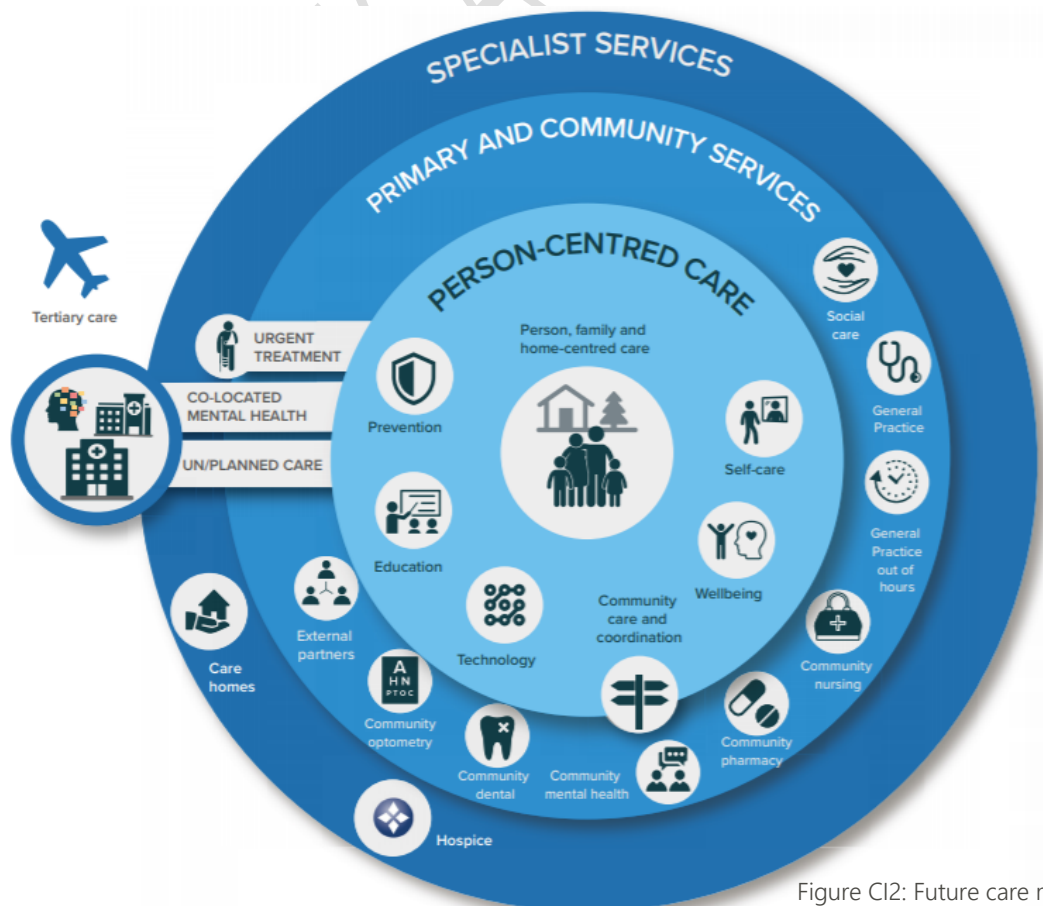 SPECIALIST SERVICES
PRIMARY AND COMMUNITY SERVICES
PERSON-CENTRED CARE
Person, family and
home-centred care
Social
care
Tertiary care
URGENT
TREATMENT
CO-LOCATED
MENTAL HEALTH
UN/PLANNED CARE
Prevention
Self-care
General
Practice
Education
Wellbeing
General
Practice
out of
hours
Technology
Community
care and
coordination
External
partners
Care
homes
A
HN
PTOC
Community
optometry
Community
dental
Community
mental health
Community
pharmacy
Community
nursing
Hospice
Figure CI2: Future care